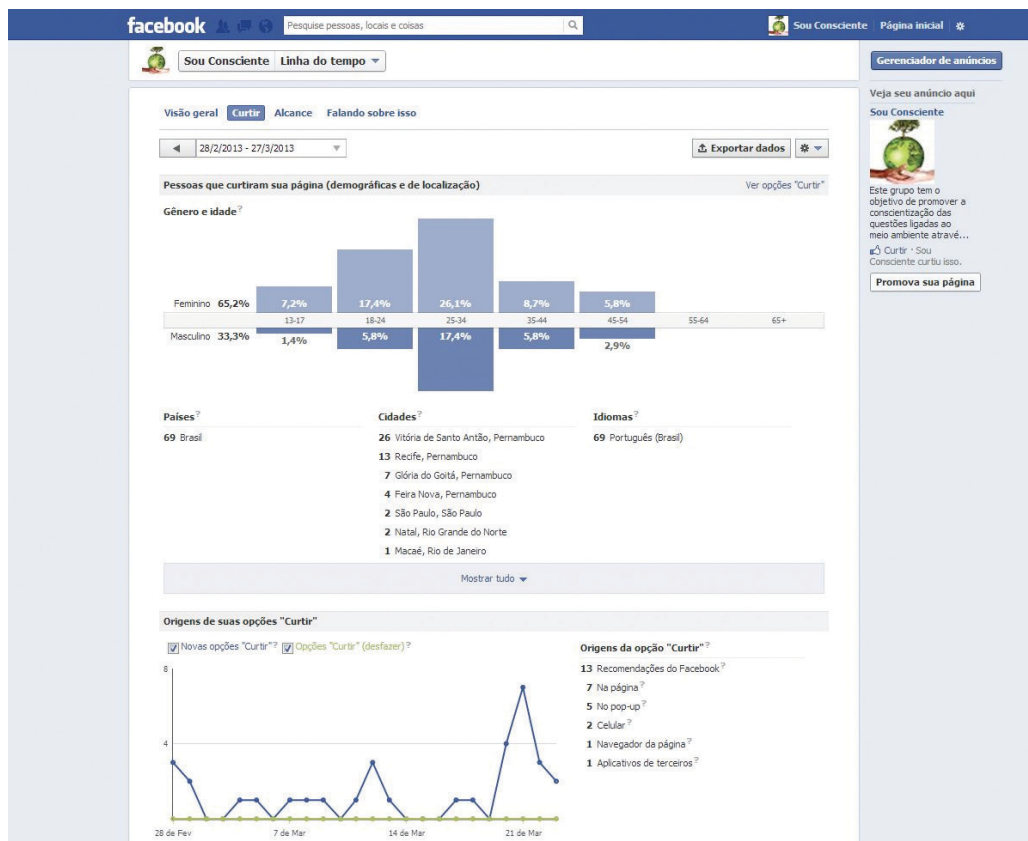 facebook Pesquise pessoas, locais e coisas Sou Consciente Página inicial
Sou Consciente Linha do tempo
Gerenciador de anúncios
Visão geral Curtir Alcance Falando sobre isso
28/2/2013 - 27/3/2013 Exportar dados
Pessoas que curtiram sua página (demográficas e de localização) Ver opções "Curtir"
Gênero e idade?
Feminino 65,2% 7,2% 17,4% 26,1% 8,7% 5,8%
13-17 18-24 25-34 35-44 45-54 55-64 65+
Masculino 33,3% 1,4% 5,8% 17,4% 5,8% 2,9%
Países? Cidades? Idiomas?
69 Brasil 26 Vitória de Santo Antão, Pernambuco 69 Português (Brasil)
13 Recife, Pernambuco
7 Glória do Goitá, Pernambuco
4 Feira Nova, Pernambuco
2 São Paulo, São Paulo
2 Natal, Rio Grande do Norte
1 Macaé, Rio de Janeiro
Mostrar tudo
Origens de suas opções "Curtir"
Novas opções "Curtir"? Opções "Curtir" (desfazer)?
8
4
28 de Fev 7 de Mar 14 de Mar 21 de Mar
Origens da opção "Curtir"?
13 Recomendações do Facebook?
7 Na página?
5 No pop-up?
2 Celular?
1 Navegador da página?
1 Aplicativos de terceiros?
Veja seu anúncio aqui
Sou Consciente
Este grupo tem o
objetivo de promover a
conscientização das
questões ligadas ao
meio ambiente atravé...
Curtir · Sou
Consciente curtiu isso.
Promova sua página